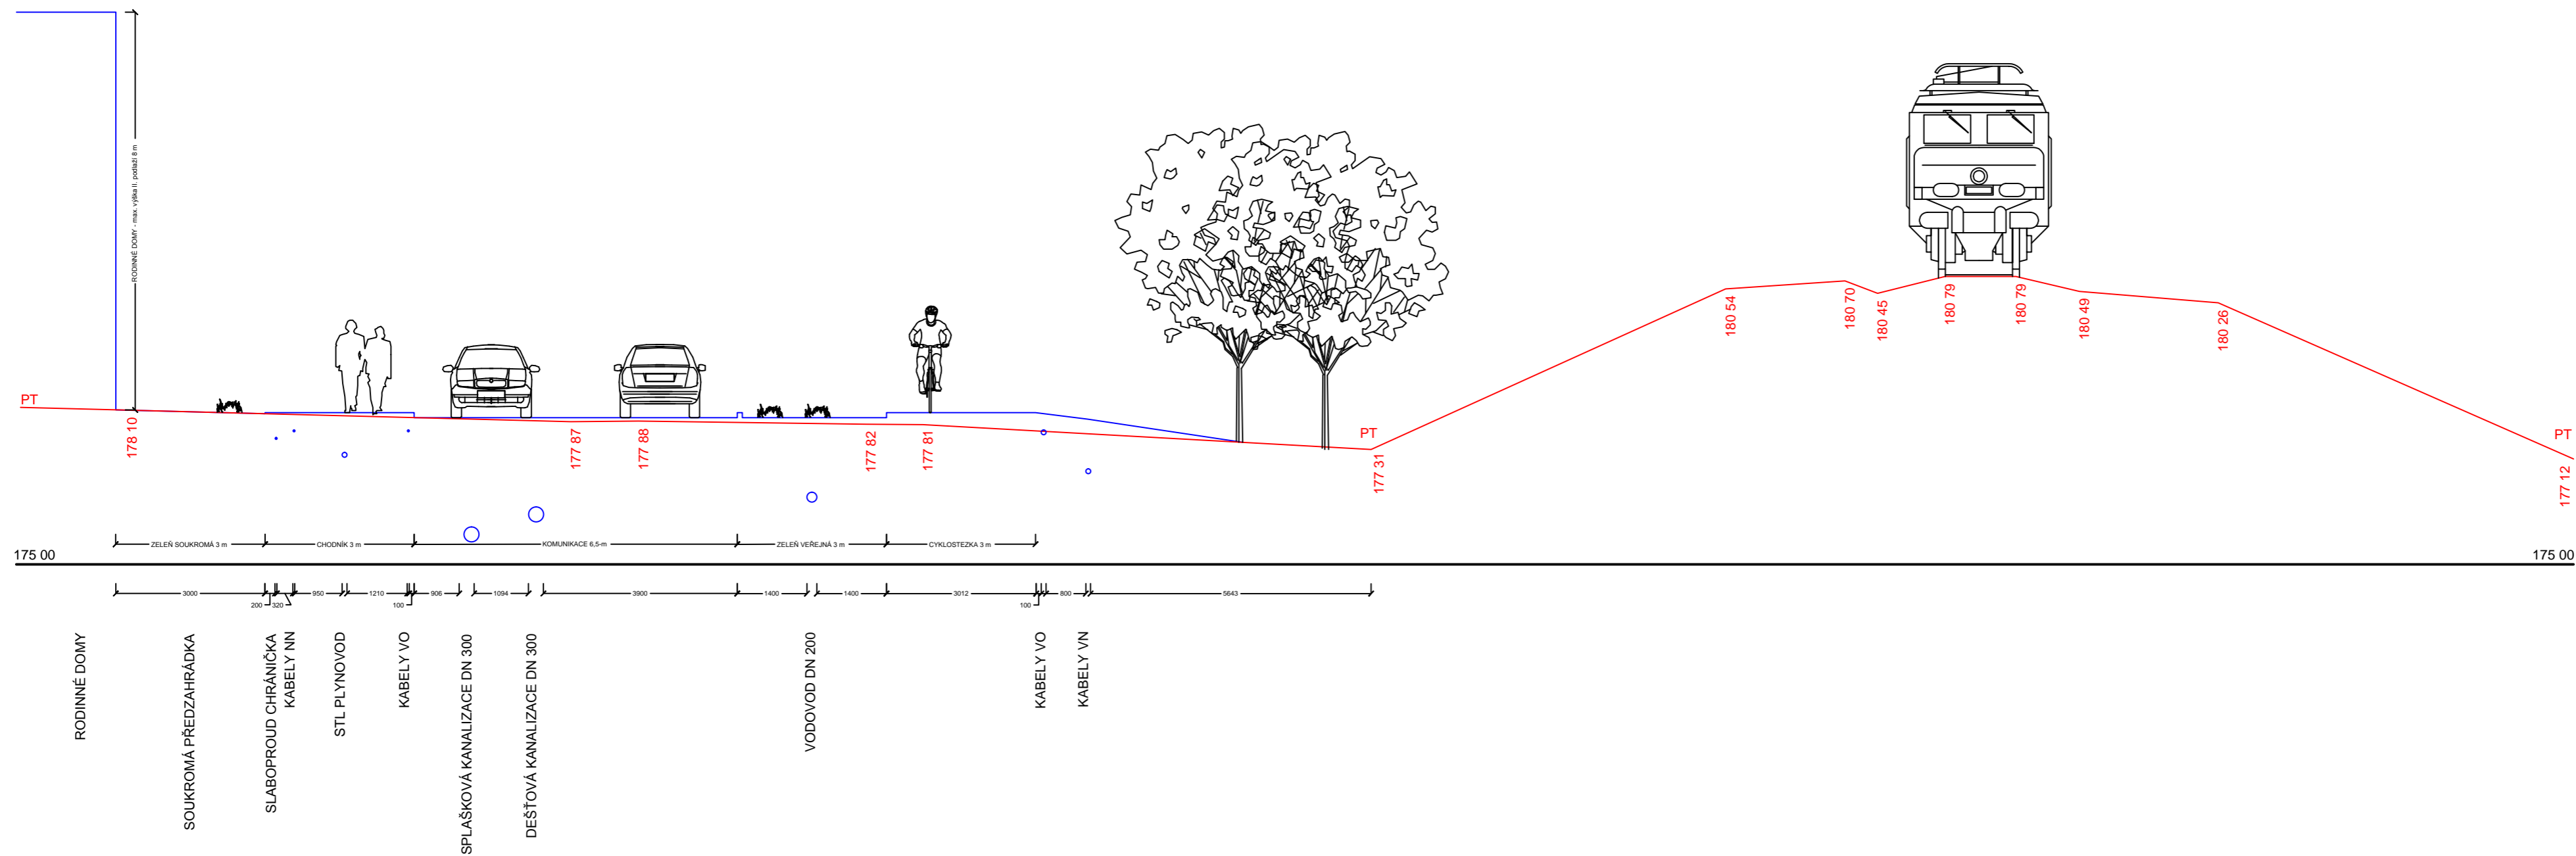 RODINNÉ DOMY - max. výška II. podlaží 8 m
PT
178 10
177 87
177 88
177 82
177 81
PT
177 31
180 54
180 70
180 45
180 79
180 79
180 49
180 26
PT
177 12
ZELEŇ SOUKROMÁ 3 m
CHODNÍK 3 m
KOMUNIKACE 6,5-m
ZELEŇ VEŘEJNÁ 3 m
CYKLOSTEZKA 3 m
175 00
175 00
3000
200
320
950
1210
100
906
1094
3900
1400
1400
3012
100
800
5643
RODINNÉ DOMY
SOUKROMÁ PŘEDZAHRÁDKA
SLABOPROUD CHRÁNIČKA
KABELY NN
STL PLYNOVOD
KABELY VO
SPLAŠKOVÁ KANALIZACE DN 300
DEŠŤOVÁ KANALIZACE DN 300
VODOVOD DN 200
KABELY VO
KABELY VN